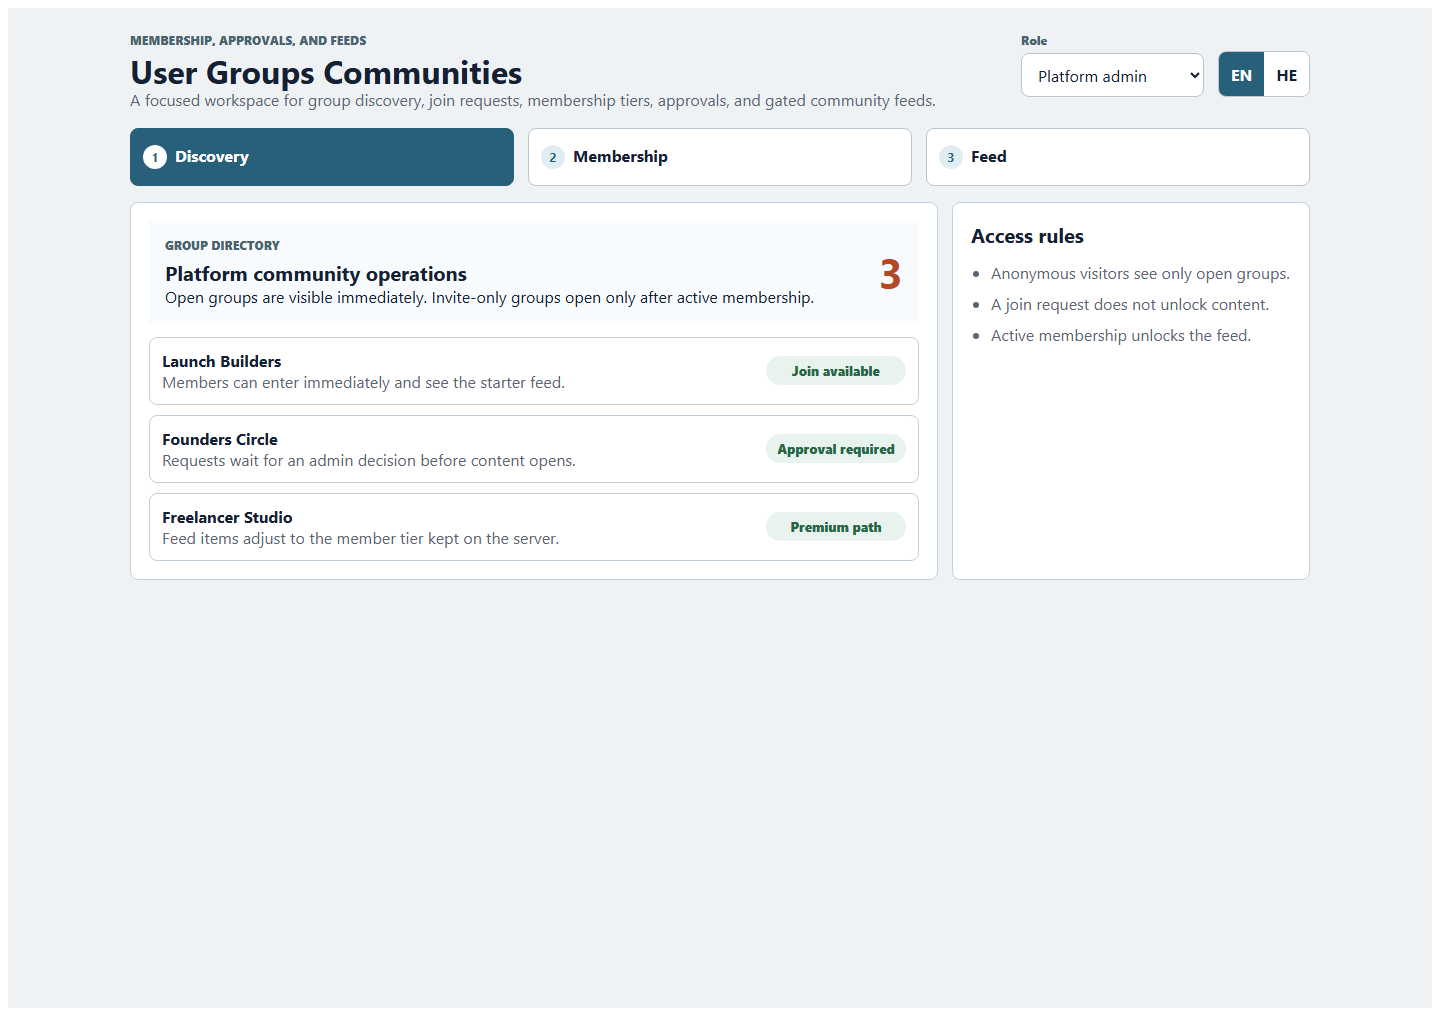 MEMBERSHIP, APPROVALS, AND FEEDS
User Groups Communities
A focused workspace for group discovery, join requests, membership tiers, approvals, and gated community feeds.
Role
Platform admin
EN
HE
1 Discovery
2 Membership
3 Feed
GROUP DIRECTORY
Platform community operations
Open groups are visible immediately. Invite-only groups open only after active membership.
3
Launch Builders
Members can enter immediately and see the starter feed.
Join available
Founders Circle
Requests wait for an admin decision before content opens.
Approval required
Freelancer Studio
Feed items adjust to the member tier kept on the server.
Premium path
Access rules
Anonymous visitors see only open groups.
A join request does not unlock content.
Active membership unlocks the feed.